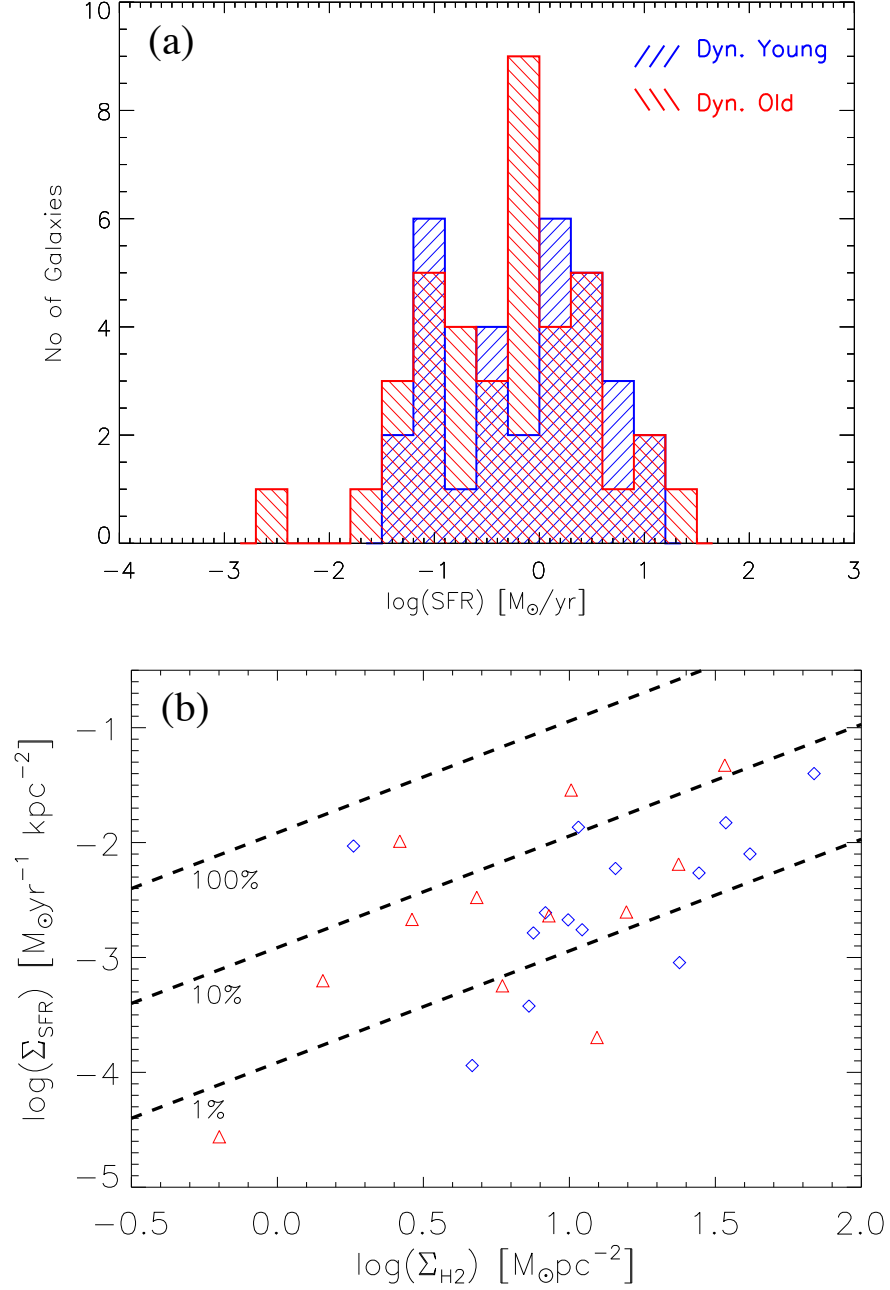 (a)
Dyn. Young
Dyn. Old
10
8
6
4
2
0
No of Galaxies
-4 -3 -2 -1 0 1 2 3
log(SFR) [M⊙/yr]
(b)
-1
-2
-3
-4
-5
log(Σ_SFR) [M⊙yr⁻¹ kpc⁻²]
100%
10%
1%
-0.5 0.0 0.5 1.0 1.5 2.0
log(Σ_H2) [M⊙pc⁻²]